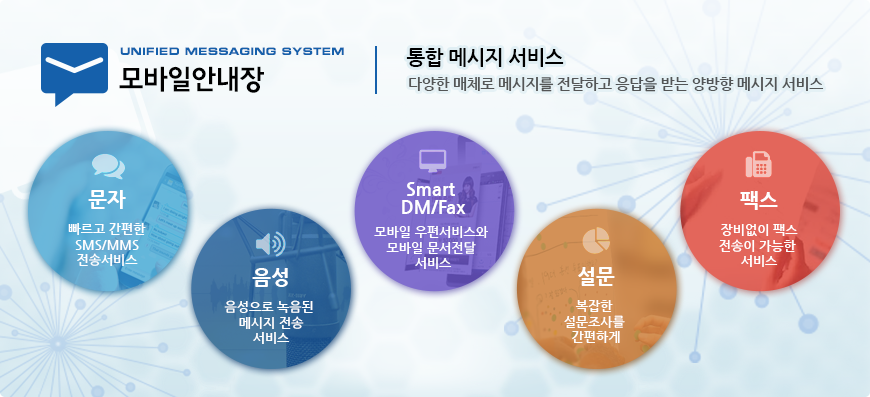 UNIFIED MESSAGING SYSTEM
모바일안내장
통합 메시지 서비스
다양한 매체로 메시지를 전달하고 응답을 받는 양방향 메시지 서비스
문자
빠르고 간편한
SMS/MMS
전송서비스
음성
음성으로 녹음된
메시지 전송
서비스
Smart
DM/Fax
모바일 우편서비스와
모바일 문서전달
서비스
설문
복잡한
설문조사를
간편하게
팩스
장비없이 팩스
전송이 가능한
서비스